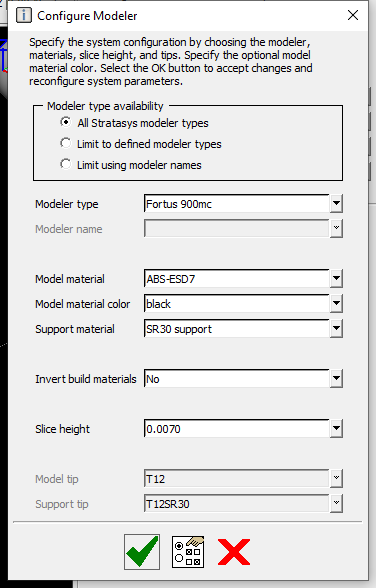 Configure Modeler
Specify the system configuration by choosing the modeler,
materials, slice height, and tips. Specify the optional model
material color. Select the OK button to accept changes and
reconfigure system parameters.
Modeler type availability
All Stratasys modeler types
Limit to defined modeler types
Limit using modeler names
Modeler type Fortus 900mc
Modeler name
Model material ABS-ESD7
Model material color black
Support material SR30 support
Invert build materials No
Slice height 0.0070
Model tip T12
Support tip T12SR30